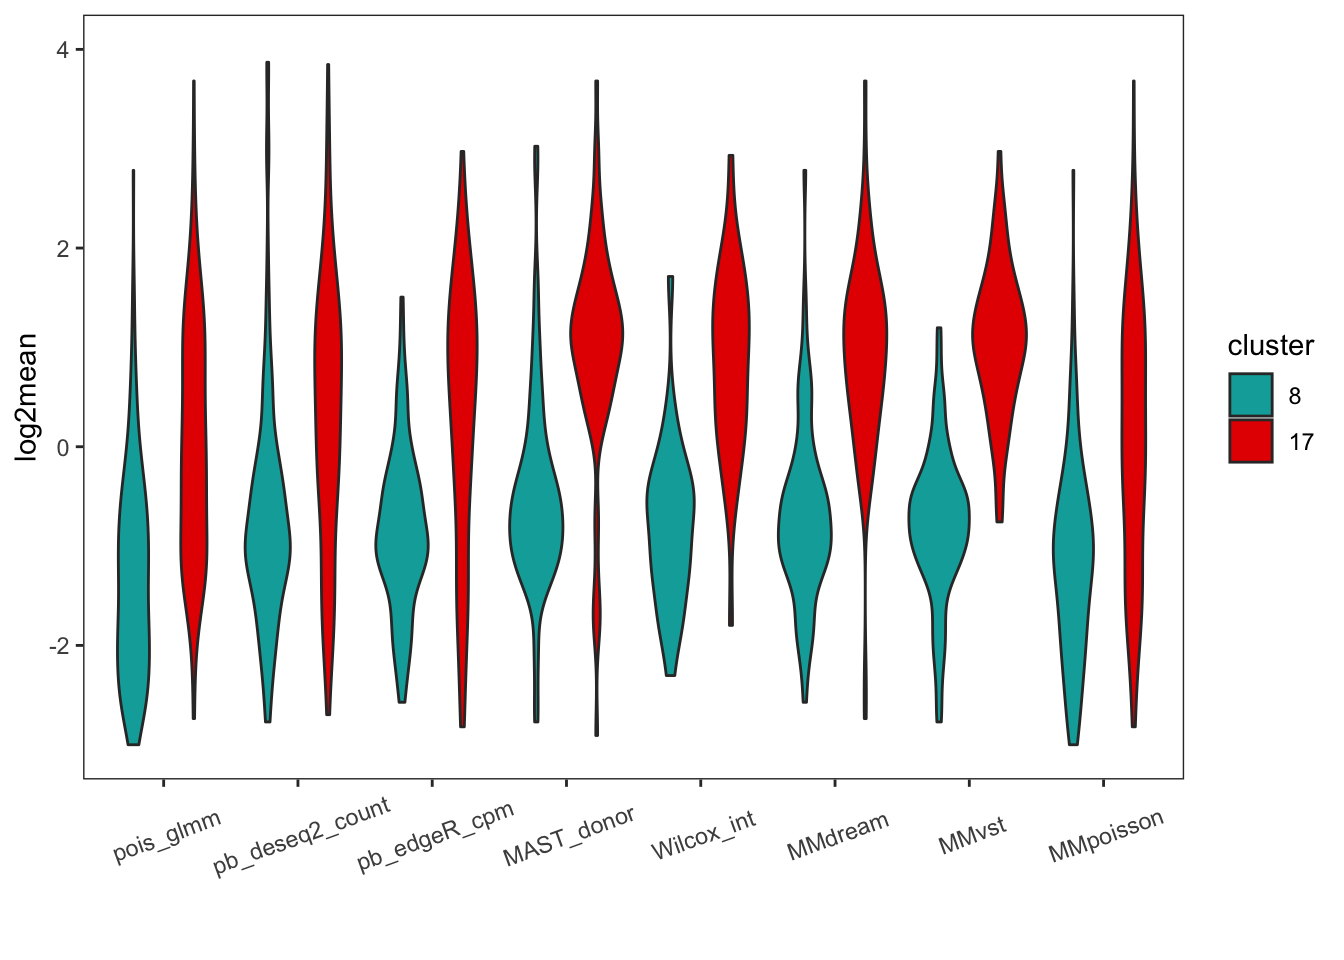 4
2
0
-2
log2mean
pois_glmm
pb_deseq2_count
pb_edgeR_cpm
MAST_donor
Wilcox_int
MMdream
MMvst
MMpoisson
cluster
8
17